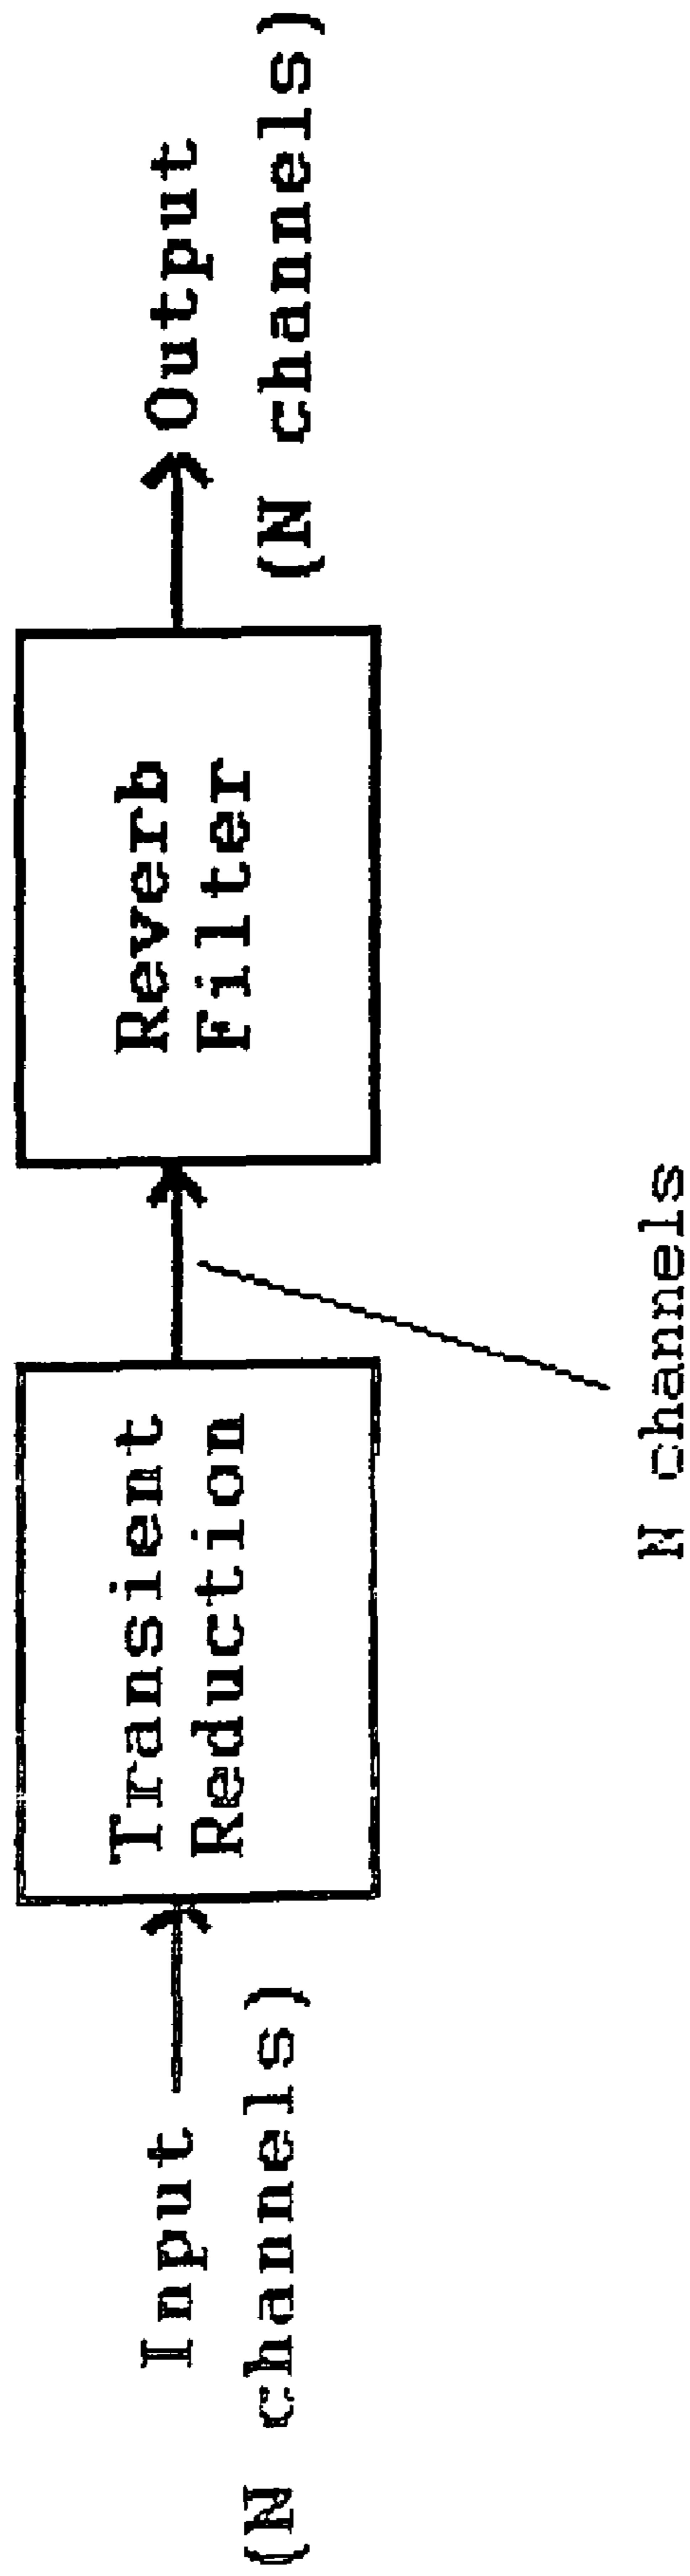 Input
(N channels)
Transient
Reduction
N channels
Reverb
Filter
Output
(N channels)